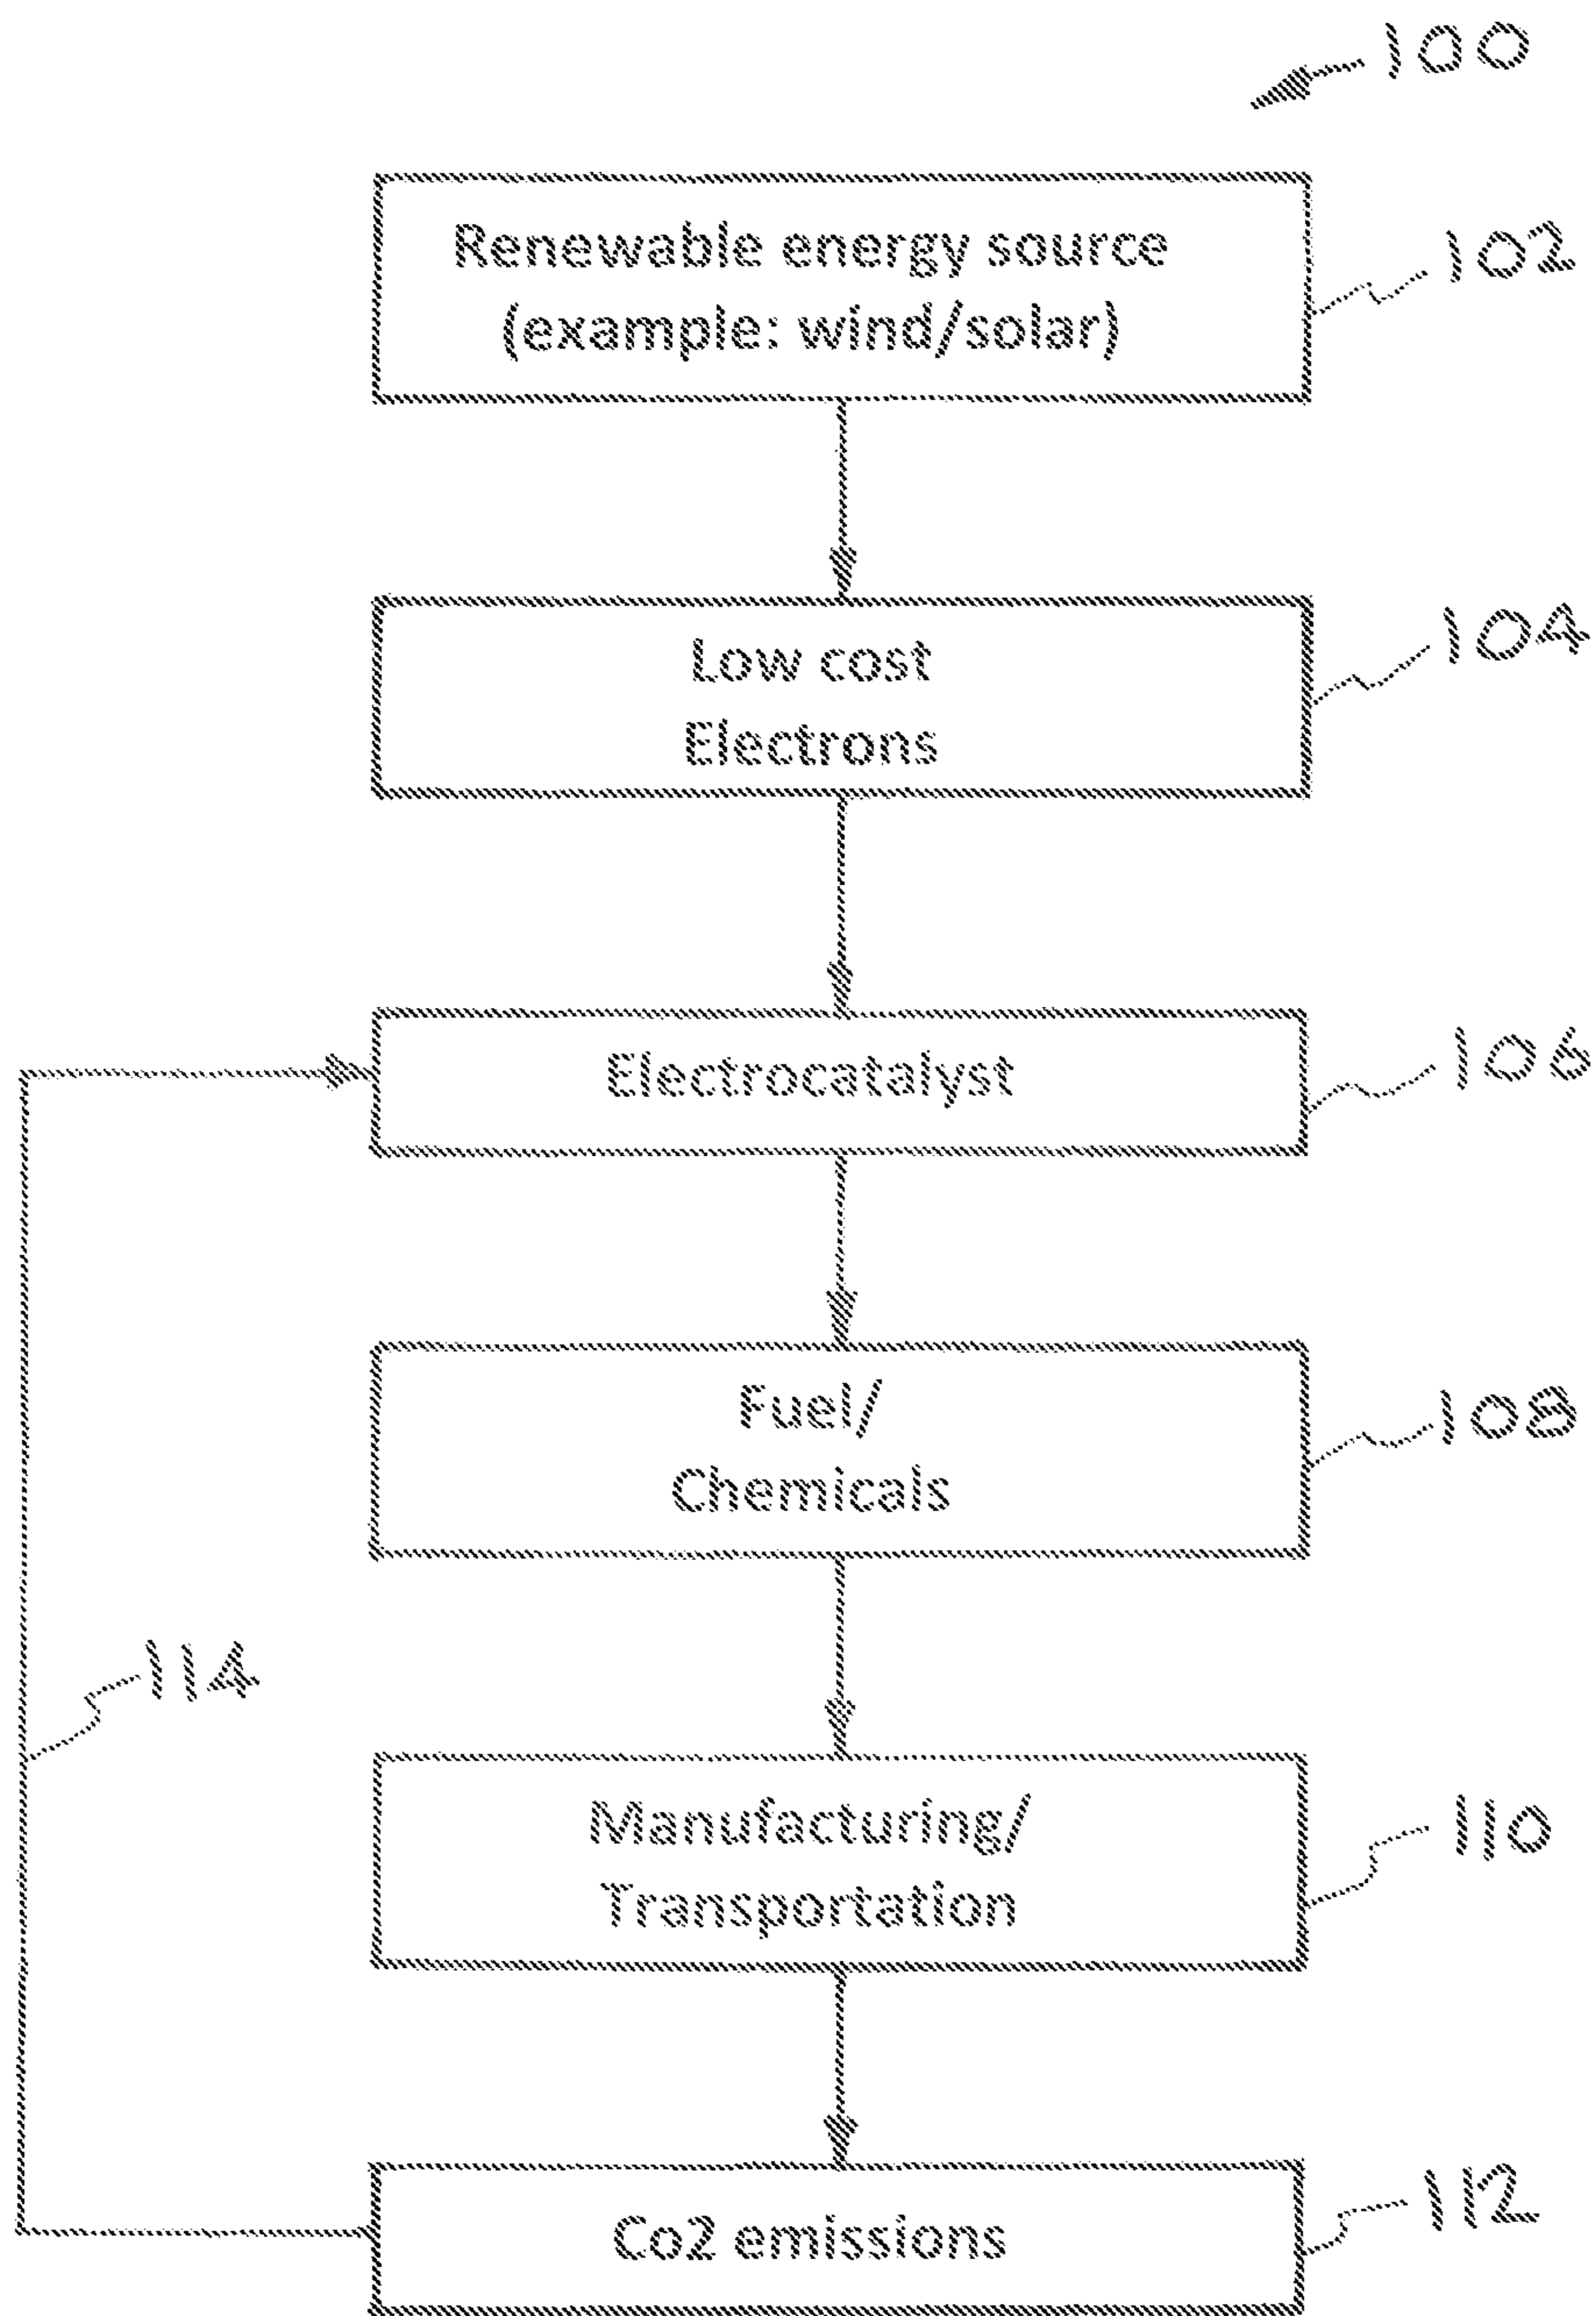 100
Renewable energy source
(example: wind/solar)
102
Low cost
Electrons
104
Electrocatalyst
106
Fuel/
Chemicals
108
114
Manufacturing/
Transportation
110
Co2 emissions
112